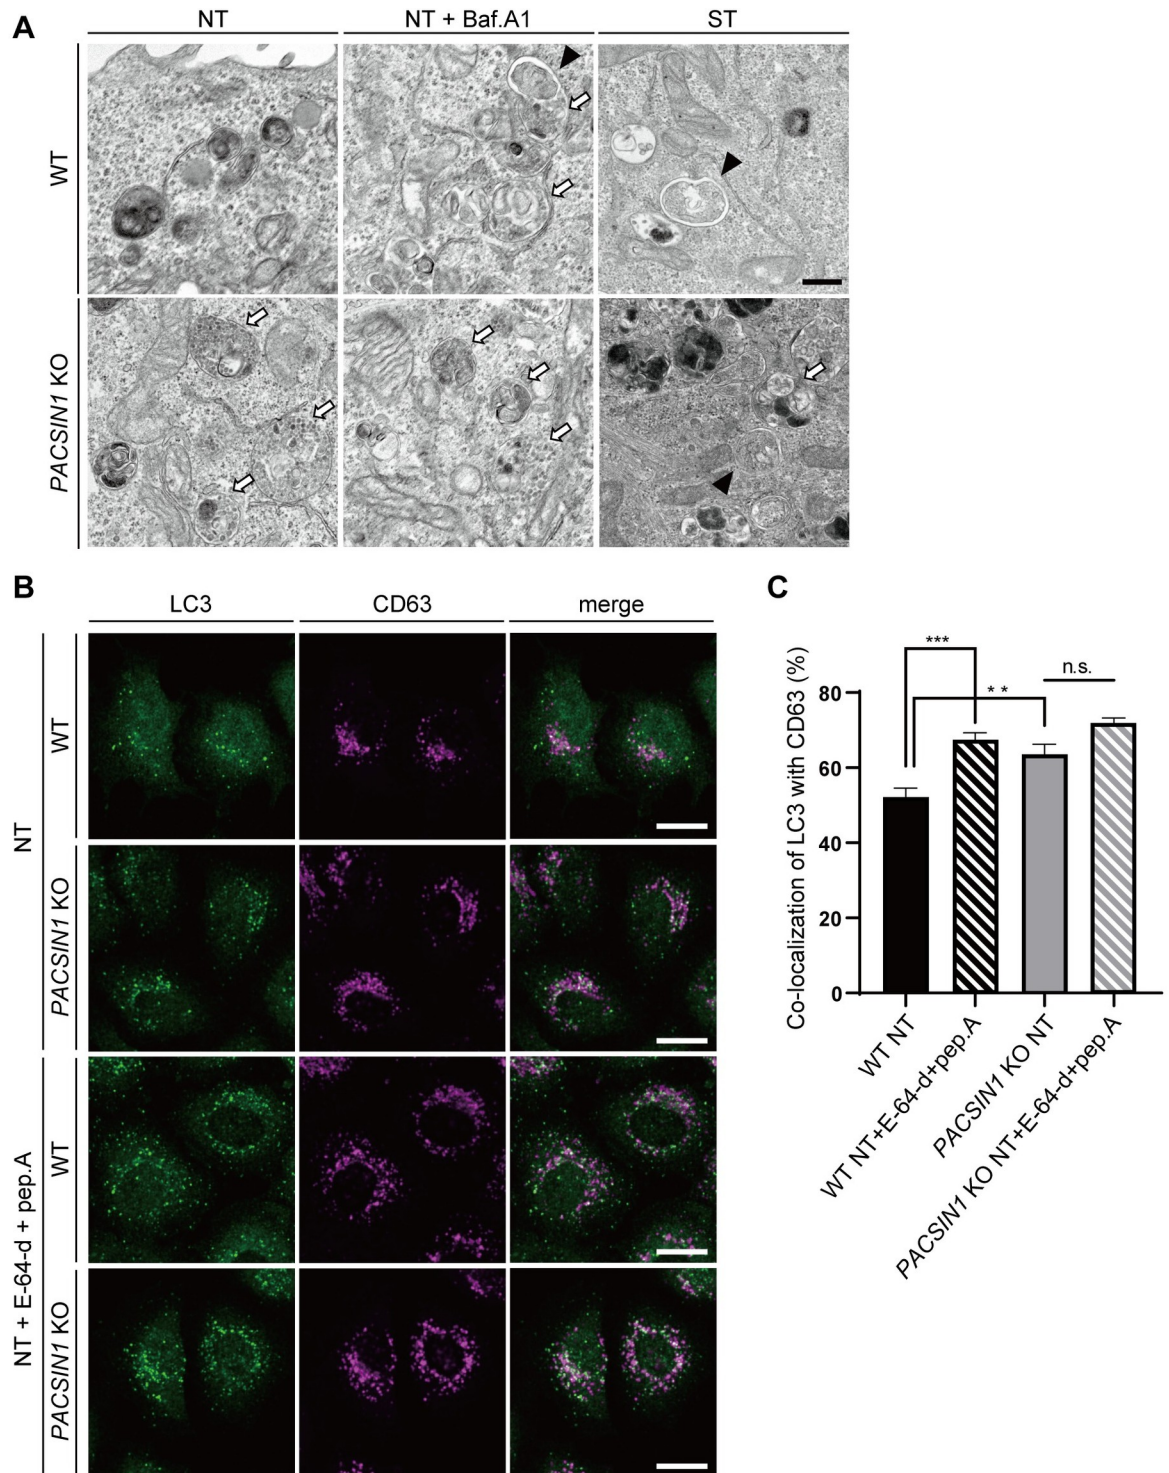 A
NT
NT + Baf.A1
ST
WT
PACSIN1 KO
B
LC3
CD63
merge
NT
WT
PACSIN1 KO
NT + E-64-d + pep.A
WT
PACSIN1 KO
C
Co-localization of LC3 with CD63 (%)
80
60
40
20
0
***
**
n.s.
WT NT
WT NT+E-64-d+pep.A
PACSIN1 KO NT
PACSIN1 KO NT+E-64-d+pep.A